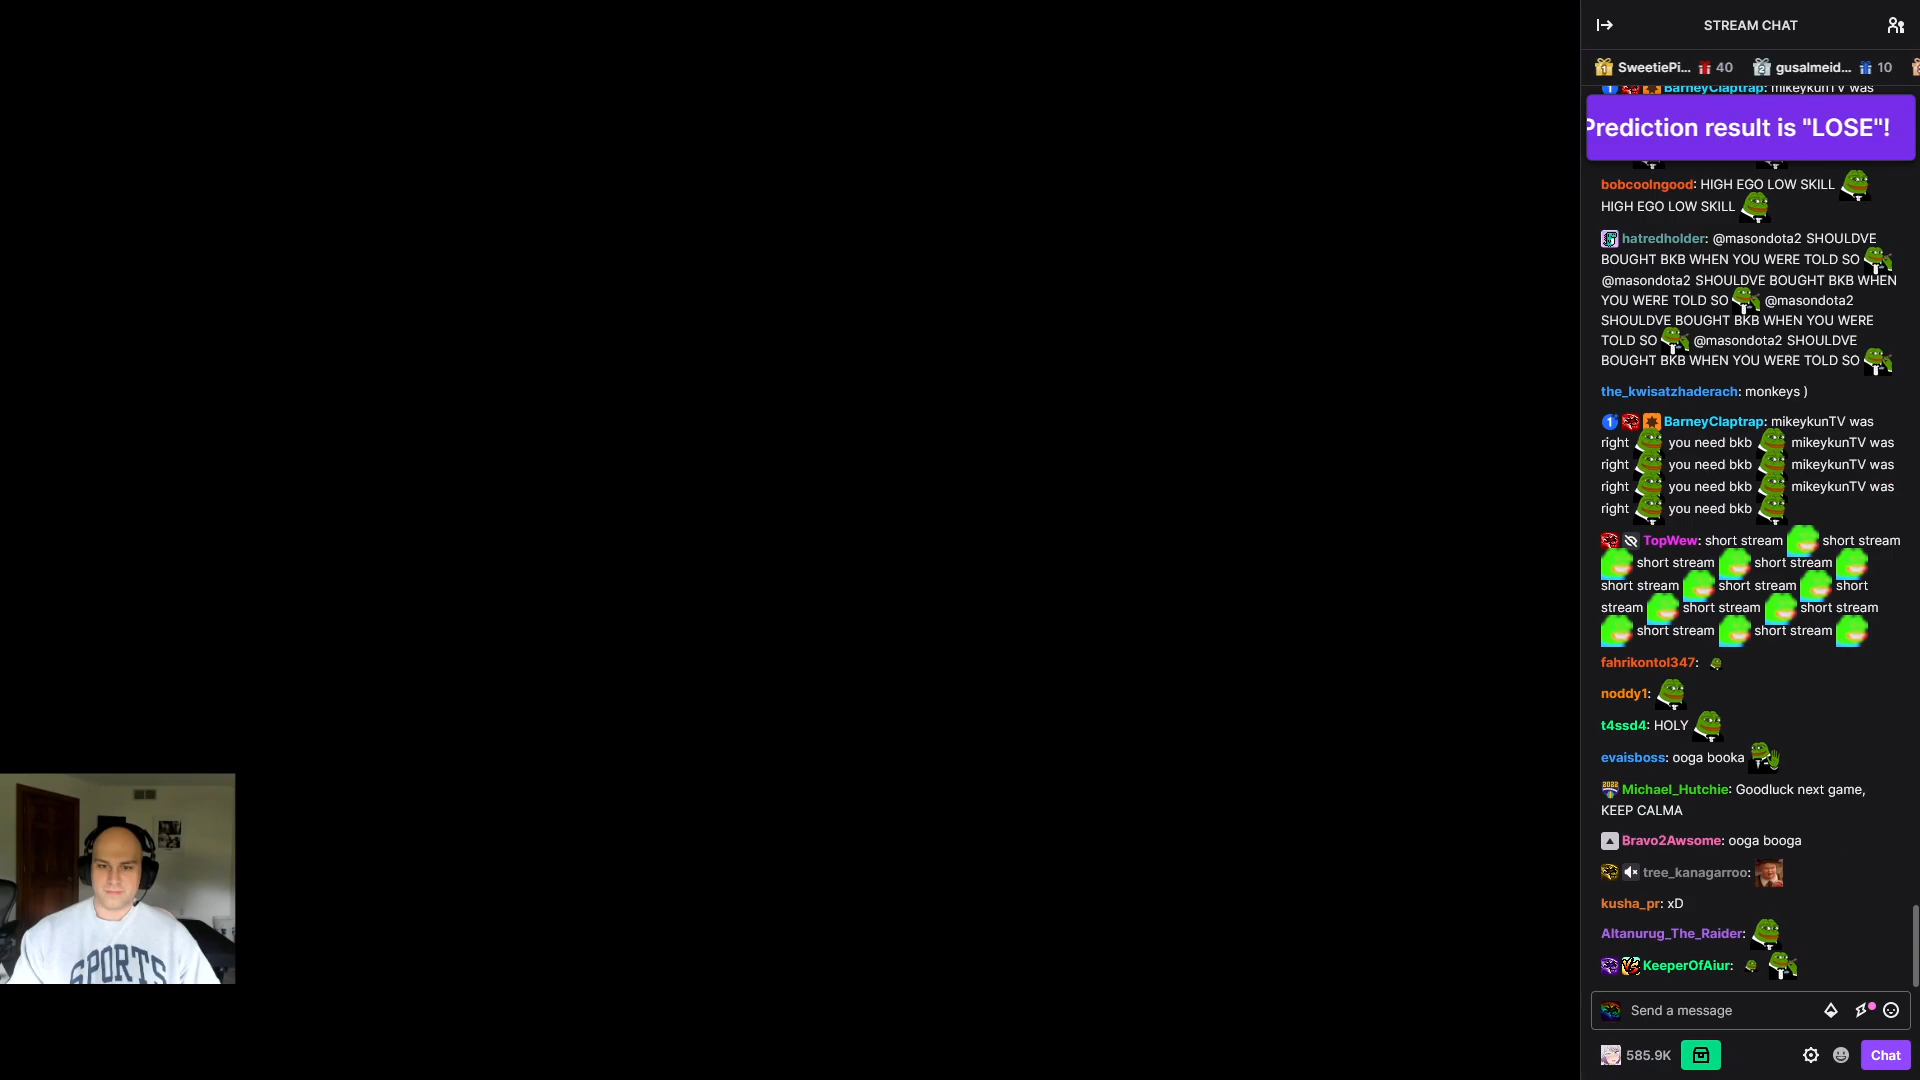 STREAM CHAT
SweetiePi... 40 gusalmeid... 10
BarneyClaptrap: mikeykunTV was
Prediction result is "LOSE"!
bobcoolngood: HIGH EGO LOW SKILL
HIGH EGO LOW SKILL
hatredholder: @masondota2 SHOULDVE
BOUGHT BKB WHEN YOU WERE TOLD SO
@masondota2 SHOULDVE BOUGHT BKB WHEN
YOU WERE TOLD SO @masondota2
SHOULDVE BOUGHT BKB WHEN YOU WERE
TOLD SO @masondota2 SHOULDVE
BOUGHT BKB WHEN YOU WERE TOLD SO
the_kwisatzhaderach: monkeys )
BarneyClaptrap: mikeykunTV was
right you need bkb mikeykunTV was
right you need bkb mikeykunTV was
right you need bkb mikeykunTV was
right you need bkb
TopWew: short stream short stream
short stream short stream
short stream short stream short
stream short stream short stream
short stream short stream
fahrikontol347:
noddy1:
t4ssd4: HOLY
evaisboss: ooga booka
Michael_Hutchie: Goodluck next game,
KEEP CALMA
Bravo2Awsome: ooga booga
tree_kanagarroo:
kusha_pr: xD
Altanurug_The_Raider:
KeeperOfAiur:
SPORTS
Send a message
585.9K Chat